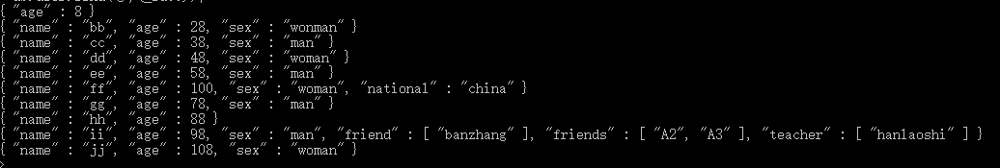 { "age" : 8 }
{ "name" : "bb", "age" : 28, "sex" : "wonman" }
{ "name" : "cc", "age" : 38, "sex" : "man" }
{ "name" : "dd", "age" : 48, "sex" : "woman" }
{ "name" : "ee", "age" : 58, "sex" : "man" }
{ "name" : "ff", "age" : 100, "sex" : "woman", "national" : "china" }
{ "name" : "gg", "age" : 78, "sex" : "man" }
{ "name" : "hh", "age" : 88 }
{ "name" : "ii", "age" : 98, "sex" : "man", "friend" : [ "banzhang" ], "friends" : [ "A2", "A3" ], "teacher" : [ "hanlaoshi" ] }
{ "name" : "jj", "age" : 108, "sex" : "woman" }